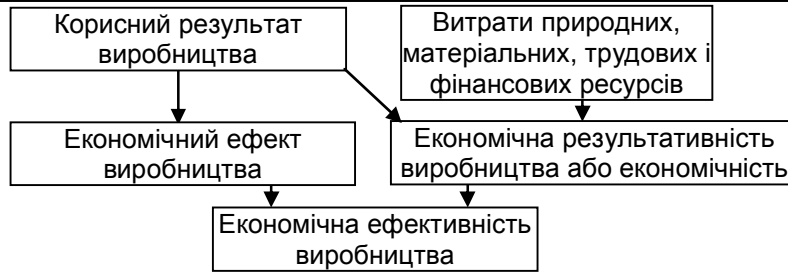 Корисний результат
виробництва
Витрати природних,
матеріальних, трудових і
фінансових ресурсів
Економічний ефект
виробництва
Економічна результативність
виробництва або економічність
Економічна ефективність
виробництва